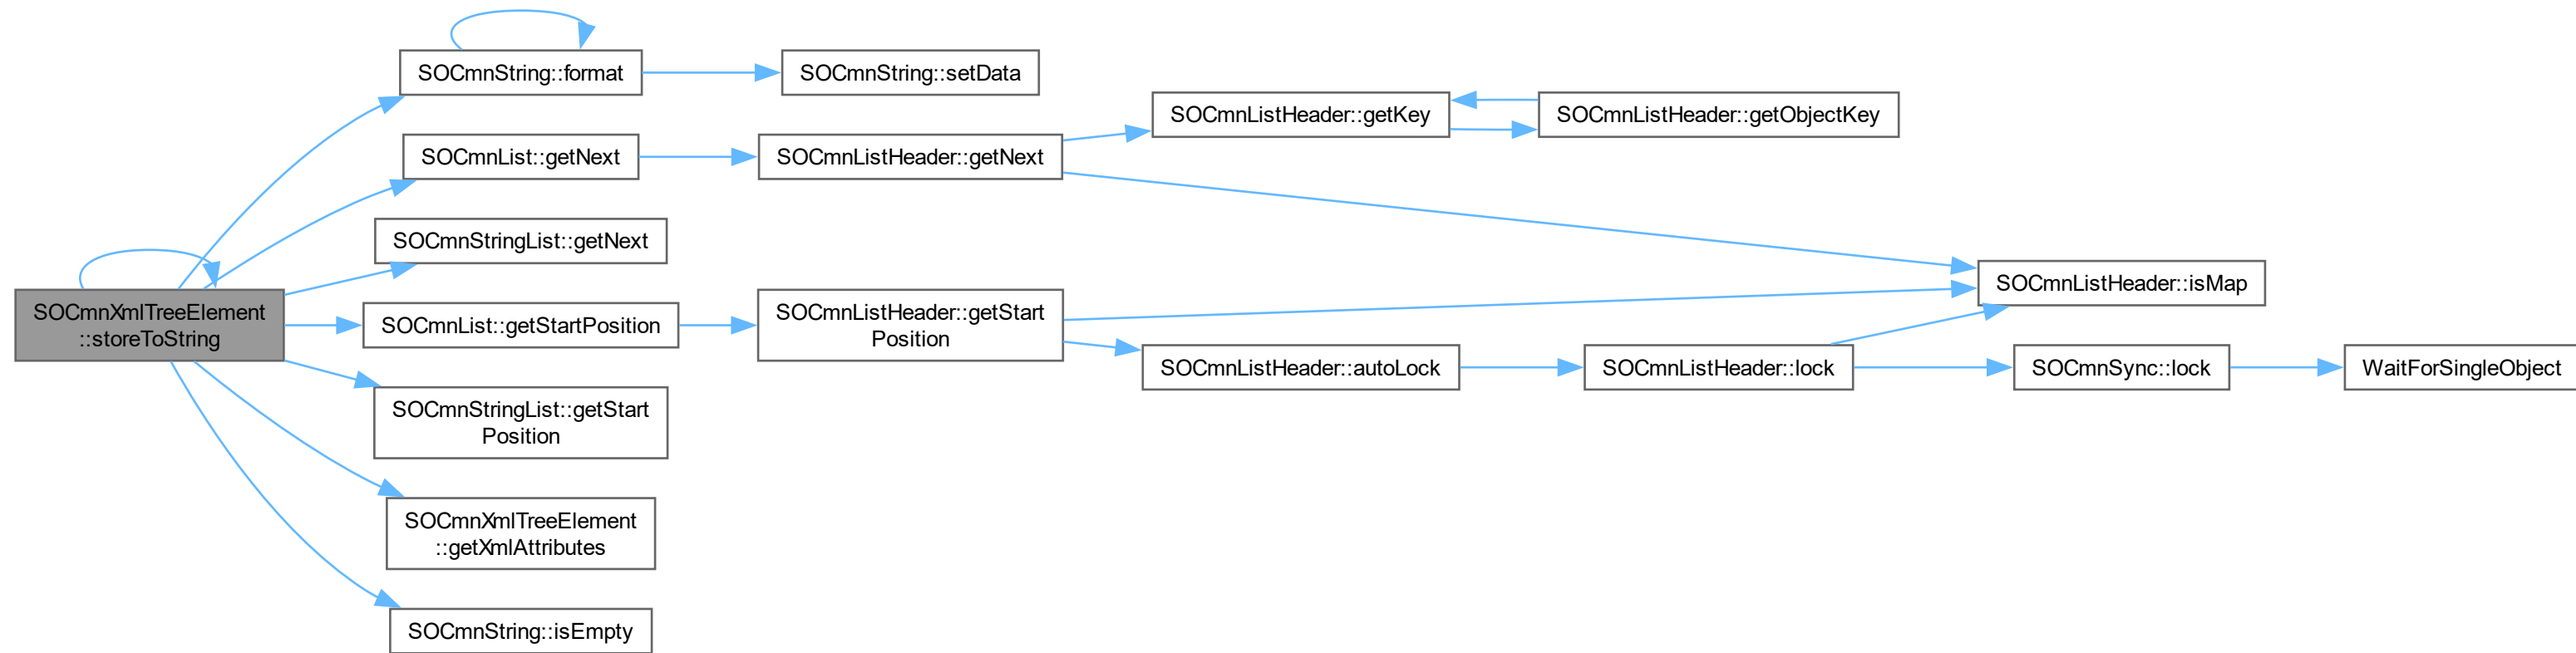 SOCmnString::format
SOCmnString::setData
SOCmnListHeader::getKey
SOCmnListHeader::getObjectKey
SOCmnList::getNext
SOCmnListHeader::getNext
SOCmnStringList::getNext
SOCmnListHeader::isMap
SOCmnXmlTreeElement
::storeToString
SOCmnList::getStartPosition
SOCmnListHeader::getStart
Position
SOCmnListHeader::autoLock
SOCmnListHeader::lock
SOCmnSync::lock
WaitForSingleObject
SOCmnStringList::getStart
Position
SOCmnXmlTreeElement
::getXmlAttributes
SOCmnString::isEmpty